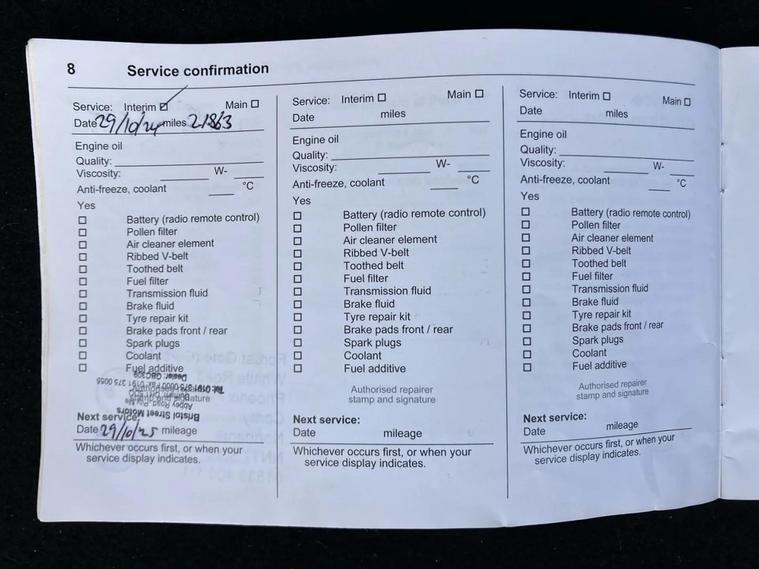 8 Service confirmation
Service: Interim ☑ Main ☐
Date 29/10/24 miles 21863
Engine oil
Quality:
Viscosity: W-
Anti-freeze, coolant °C
Yes
☐ Battery (radio remote control)
☐ Pollen filter
☐ Air cleaner element
☐ Ribbed V-belt
☐ Toothed belt
☐ Fuel filter
☐ Transmission fluid
☐ Brake fluid
☐ Tyre repair kit
☐ Brake pads front / rear
☐ Spark plugs
☐ Coolant
☐ Fuel additive
Bristol Street Motors
Next service:
Date 29/10/25 mileage
Whichever occurs first, or when your
service display indicates.
Service: Interim ☐ Main ☐
Date miles
Engine oil
Quality:
Viscosity: W-
Anti-freeze, coolant °C
Yes
☐ Battery (radio remote control)
☐ Pollen filter
☐ Air cleaner element
☐ Ribbed V-belt
☐ Toothed belt
☐ Fuel filter
☐ Transmission fluid
☐ Brake fluid
☐ Tyre repair kit
☐ Brake pads front / rear
☐ Spark plugs
☐ Coolant
☐ Fuel additive
Authorised repairer
stamp and signature
Next service:
Date mileage
Whichever occurs first, or when your
service display indicates.
Service: Interim ☐ Main ☐
Date miles
Engine oil
Quality:
Viscosity: W-
Anti-freeze, coolant °C
Yes
☐ Battery (radio remote control)
☐ Pollen filter
☐ Air cleaner element
☐ Ribbed V-belt
☐ Toothed belt
☐ Fuel filter
☐ Transmission fluid
☐ Brake fluid
☐ Tyre repair kit
☐ Brake pads front / rear
☐ Spark plugs
☐ Coolant
☐ Fuel additive
Authorised repairer
stamp and signature
Next service:
Date mileage
Whichever occurs first, or when your
service display indicates.